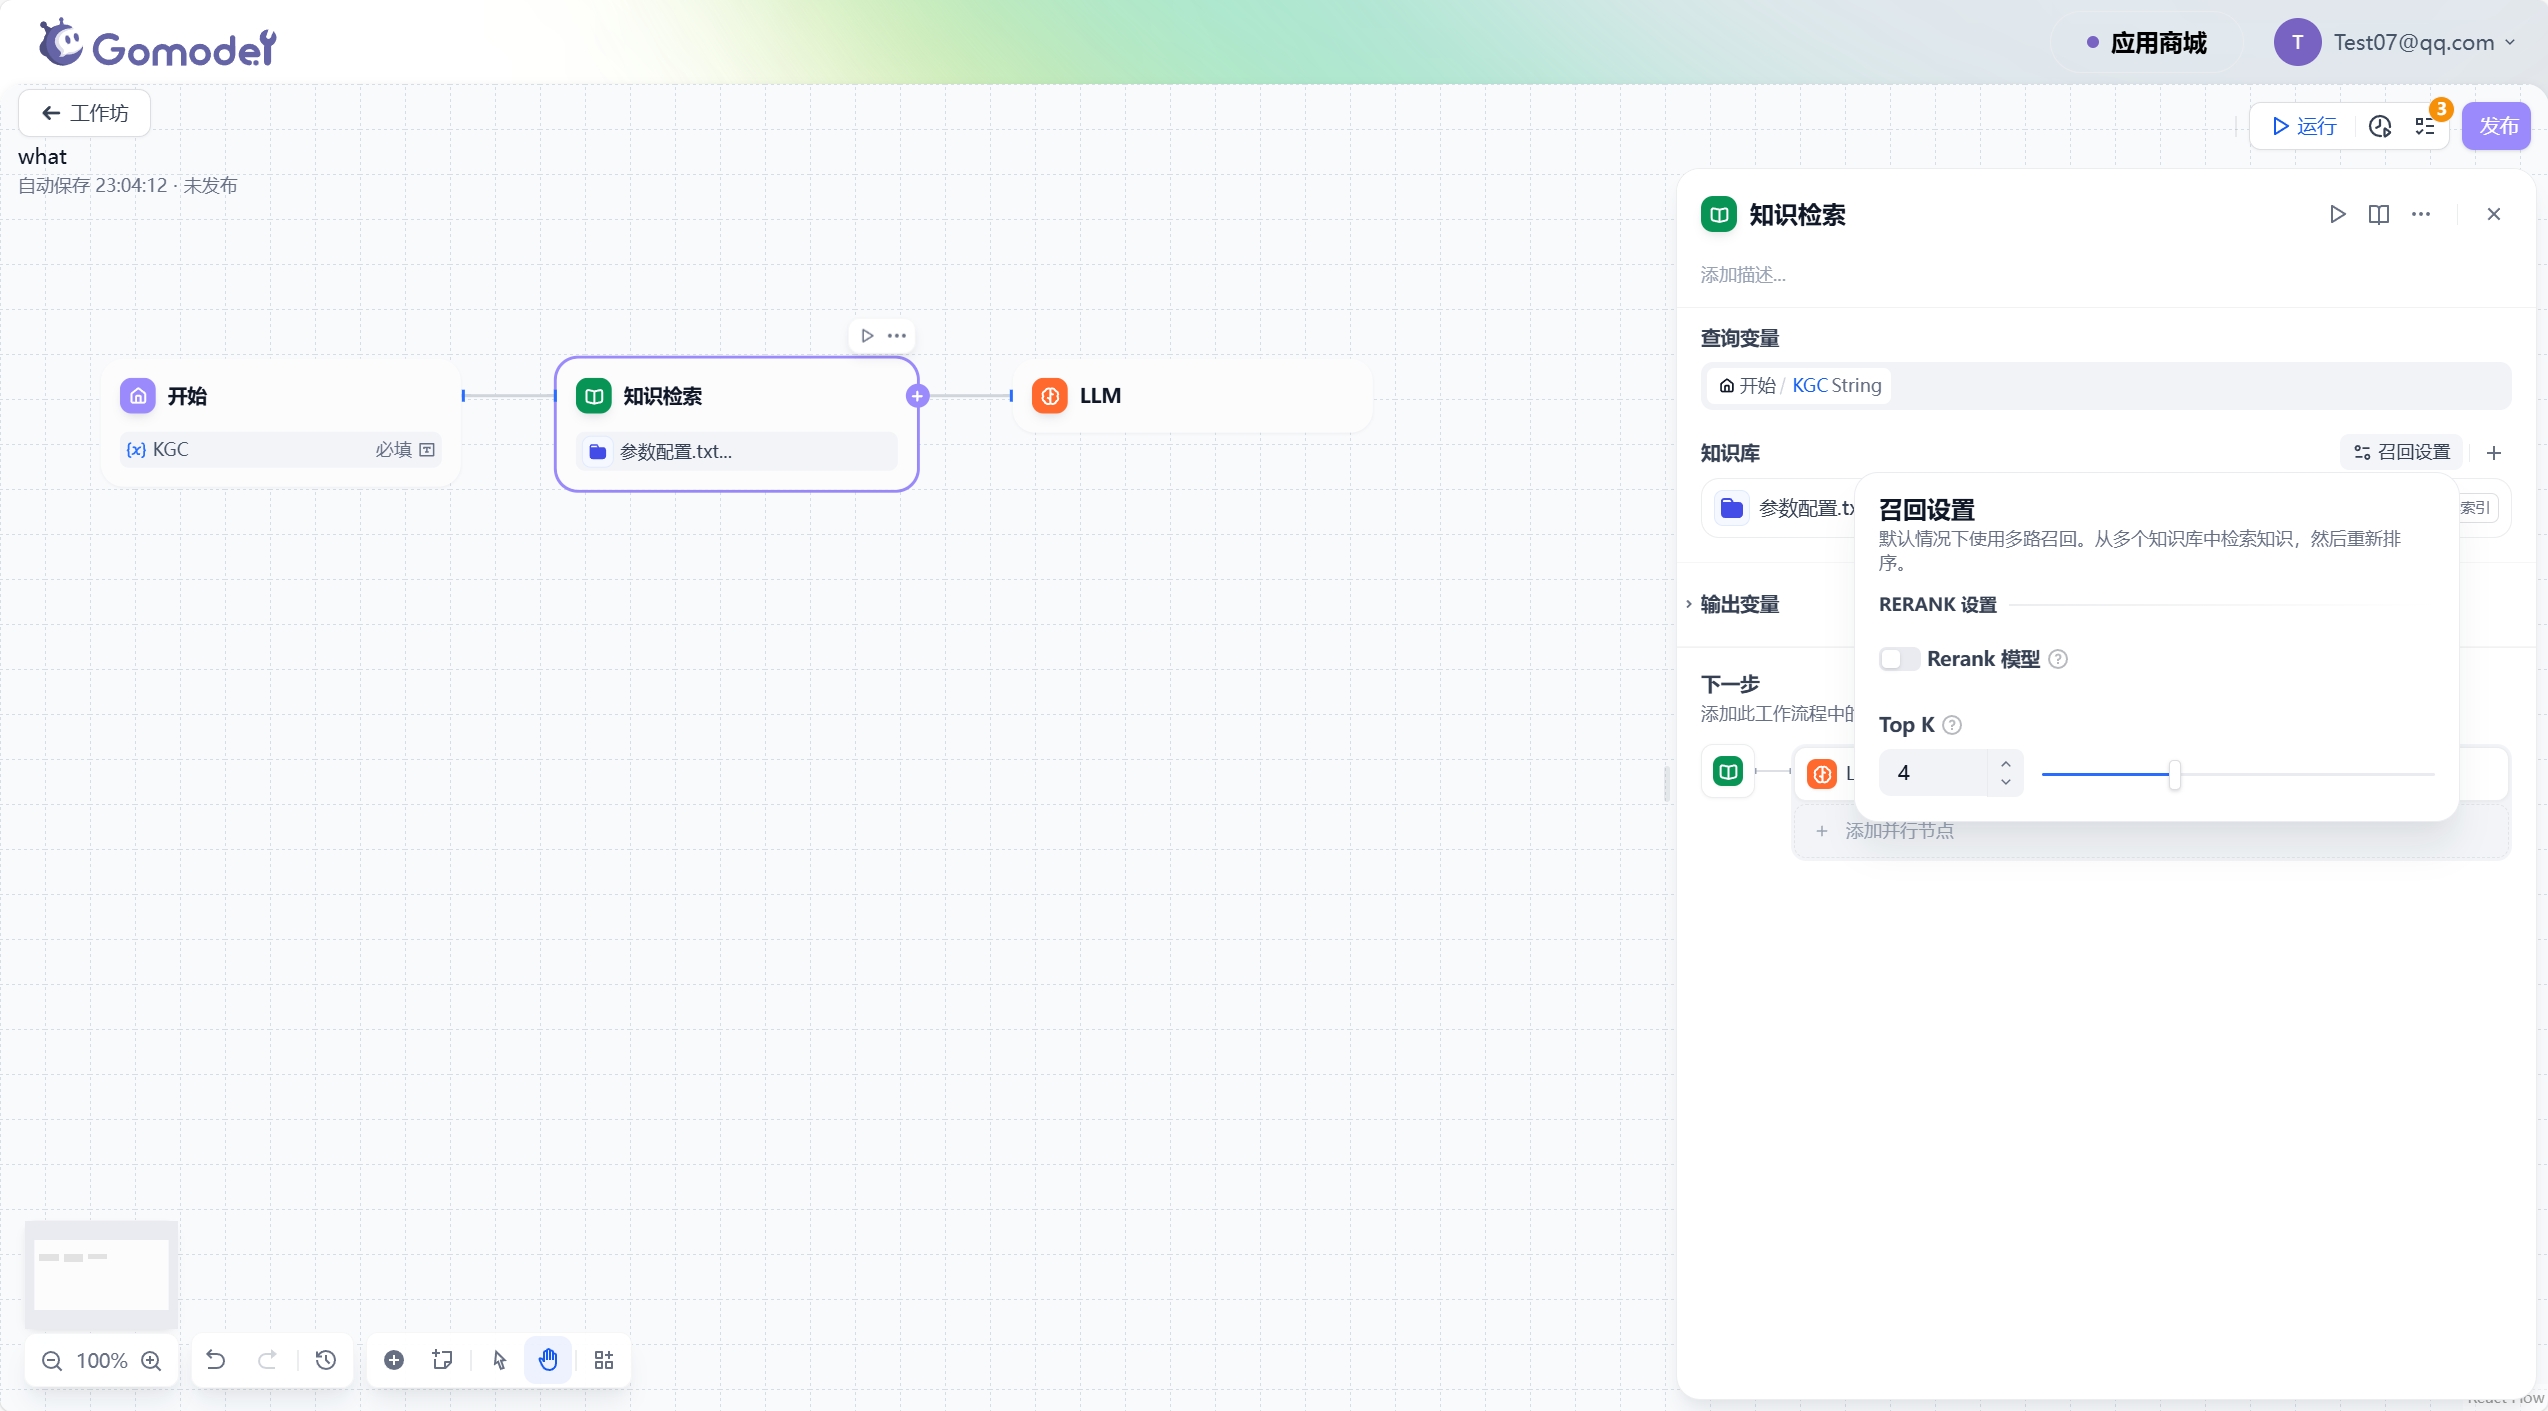 Gomodel
应用商城
T
Test07@qq.com
工作坊
what
自动保存 23:04:12 · 未发布
运行
3
发布
开始
{x} KGC
必填
知识检索
参数配置.txt...
LLM
知识检索
添加描述...
查询变量
开始 / KGC String
知识库
召回设置
参数配置.tx
索引
召回设置
默认情况下使用多路召回。从多个知识库中检索知识，然后重新排
序。
RERANK 设置
Rerank 模型
Top K
4
输出变量
下一步
添加此工作流程中的
L
添加并行节点
100%